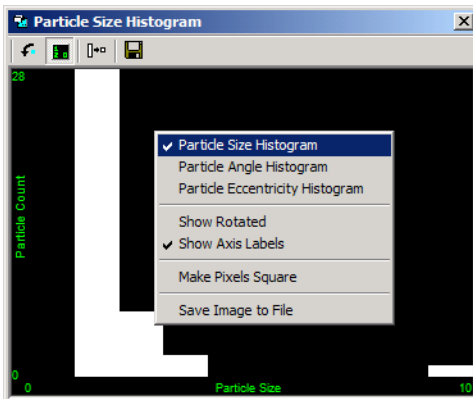 Particle Size Histogram
28
Particle Count
Particle Size Histogram
Particle Angle Histogram
Particle Eccentricity Histogram
Show Rotated
Show Axis Labels
Make Pixels Square
Save Image to File
0
0
Particle Size
10